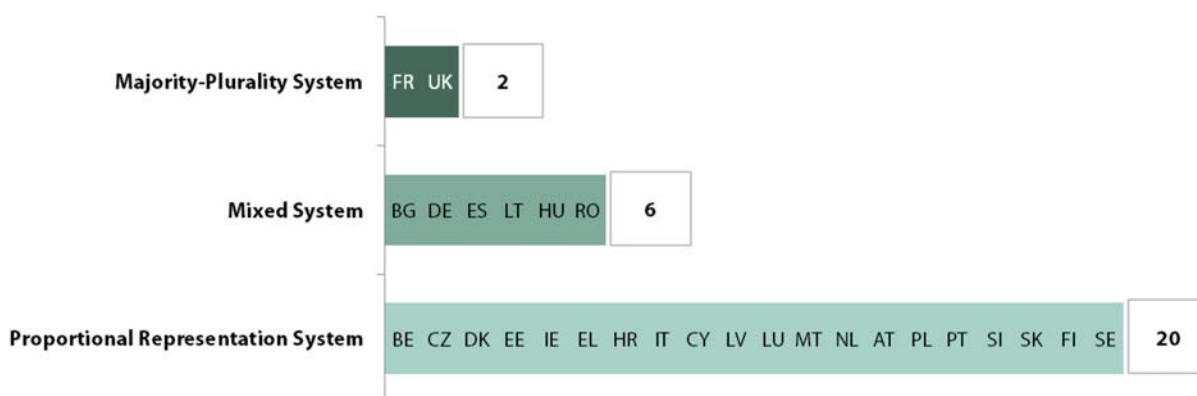 Majority-Plurality System FR UK 2
Mixed System BG DE ES LT HU RO 6
Proportional Representation System BE CZ DK EE IE EL HR IT CY LV LU MT NL AT PL PT SI SK FI SE 20